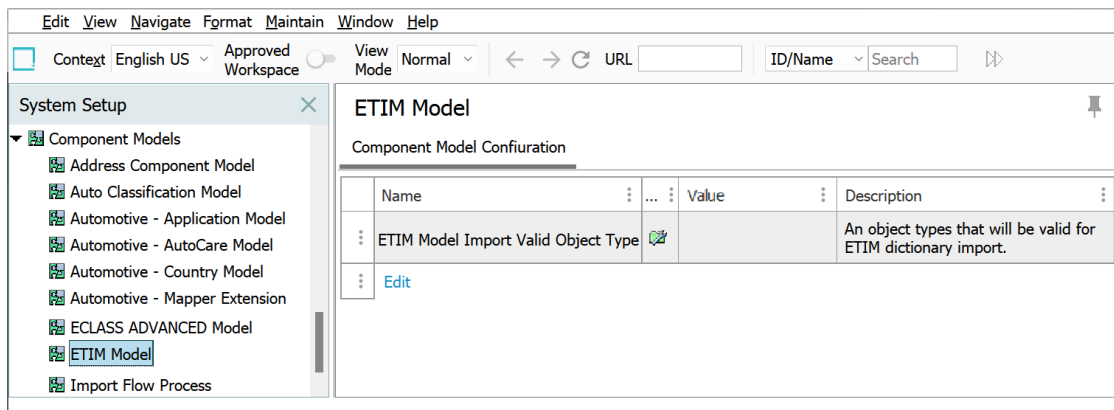 Edit View Navigate Format Maintain Window Help
Context English US Approved Workspace View Mode Normal URL ID/Name Search
System Setup
Component Models
Address Component Model
Auto Classification Model
Automotive - Application Model
Automotive - AutoCare Model
Automotive - Country Model
Automotive - Mapper Extension
ECLASS ADVANCED Model
ETIM Model
Import Flow Process
ETIM Model
Component Model Confiuration
Name ... Value Description
ETIM Model Import Valid Object Type An object types that will be valid for
ETIM dictionary import.
Edit